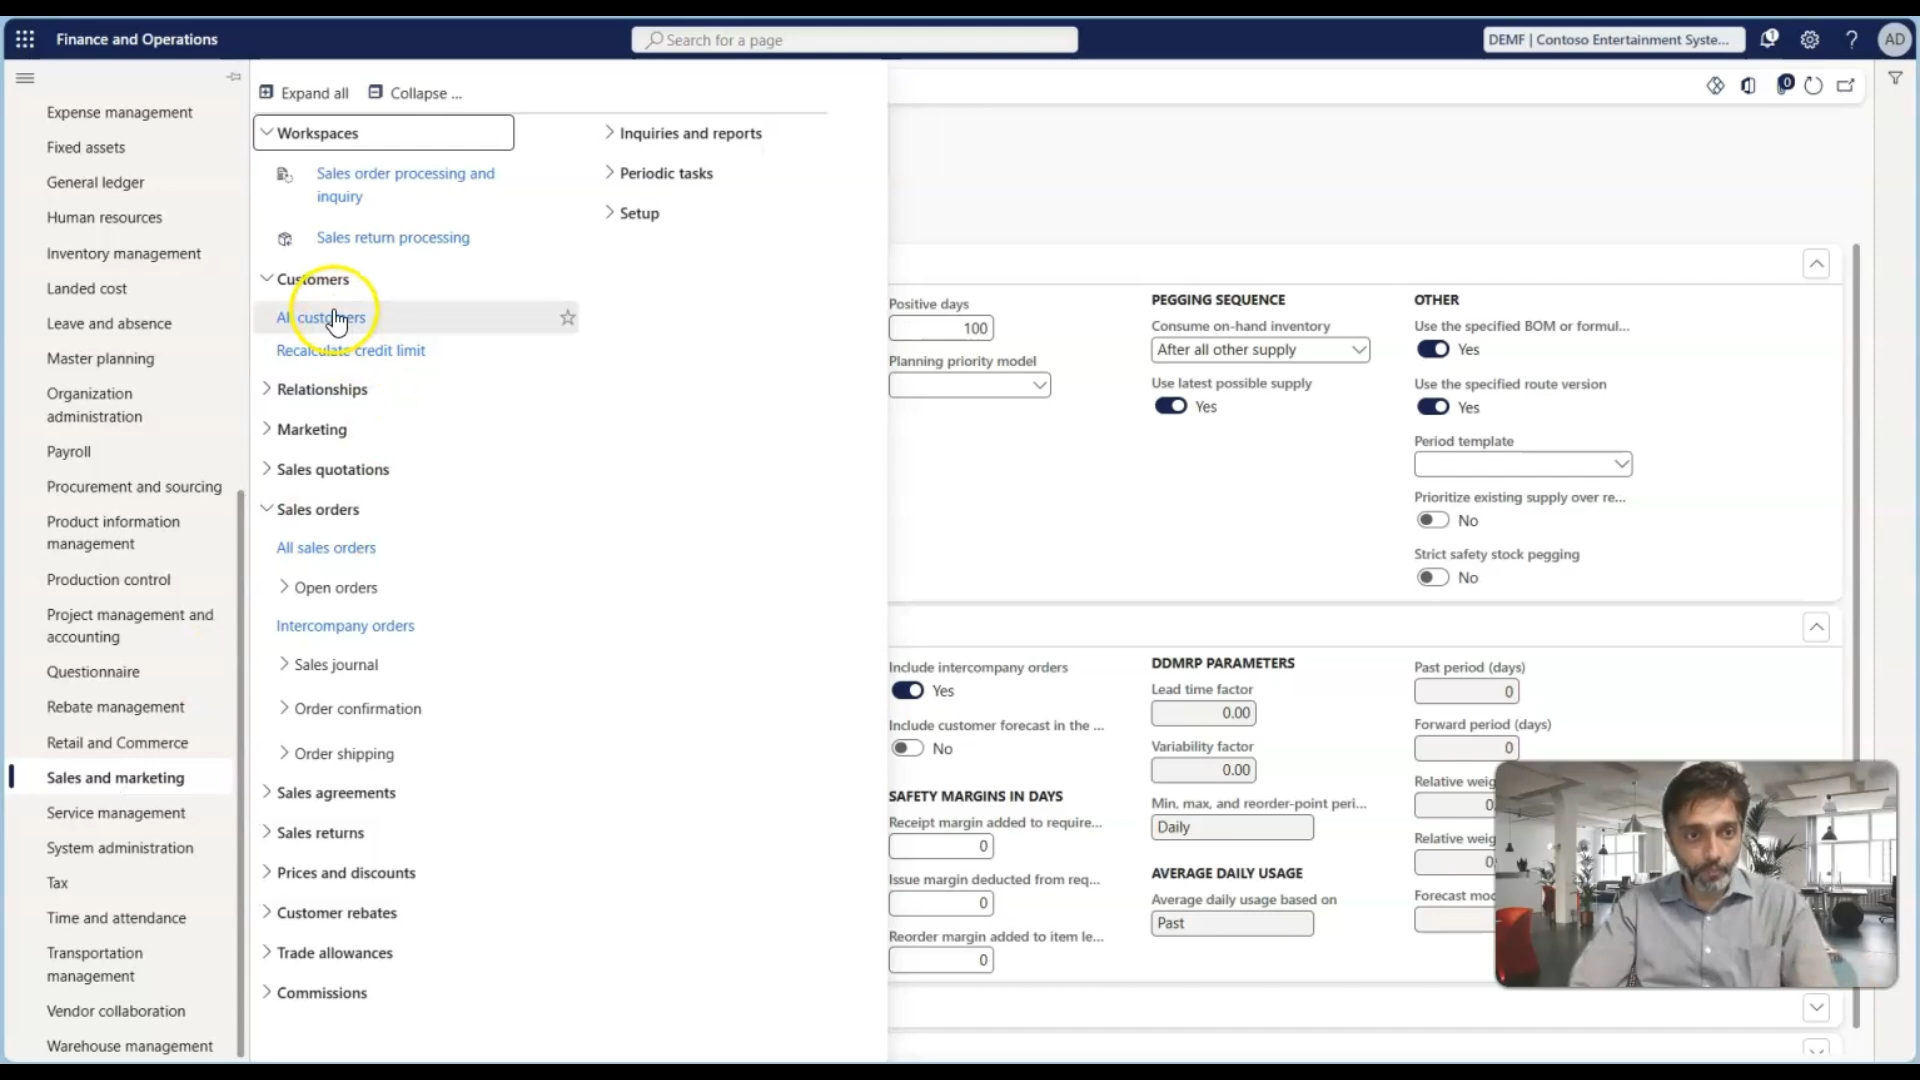 Finance and Operations
Search for a page
DEMF | Contoso Entertainment Syste...
1
?
AD
0
Expense management
Fixed assets
General ledger
Human resources
Inventory management
Landed cost
Leave and absence
Master planning
Organization
administration
Payroll
Procurement and sourcing
Product information
management
Production control
Project management and
accounting
Questionnaire
Rebate management
Retail and Commerce
Sales and marketing
Service management
System administration
Tax
Time and attendance
Transportation
management
Vendor collaboration
Warehouse management
Expand all
Collapse ...
Workspaces
Sales order processing and
inquiry
Sales return processing
Customers
All customers
Recalculate credit limit
Relationships
Marketing
Sales quotations
Sales orders
All sales orders
Open orders
Intercompany orders
Sales journal
Order confirmation
Order shipping
Sales agreements
Sales returns
Prices and discounts
Customer rebates
Trade allowances
Commissions
Inquiries and reports
Periodic tasks
Setup
Positive days
100
Planning priority model
PEGGING SEQUENCE
Consume on-hand inventory
After all other supply
Use latest possible supply
Yes
OTHER
Use the specified BOM or formul...
Yes
Use the specified route version
Yes
Period template
Prioritize existing supply over re...
No
Strict safety stock pegging
No
Include intercompany orders
Yes
Include customer forecast in the ...
No
SAFETY MARGINS IN DAYS
Receipt margin added to require...
0
Issue margin deducted from req...
0
Reorder margin added to item le...
0
DDMRP PARAMETERS
Lead time factor
0.00
Variability factor
0.00
Min, max, and reorder-point peri...
Daily
AVERAGE DAILY USAGE
Average daily usage based on
Past
Past period (days)
0
Forward period (days)
0
Relative weig
Relative weig
Forecast mod